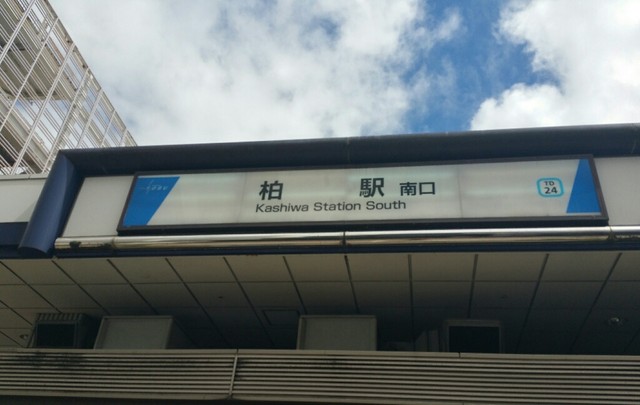 柏 駅 南口
Kashiwa Station South
TD
24